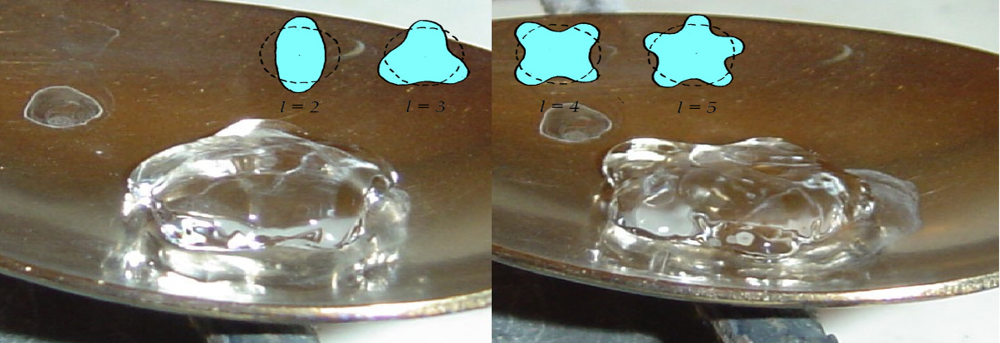 l = 2
l = 3
l = 4
l = 5